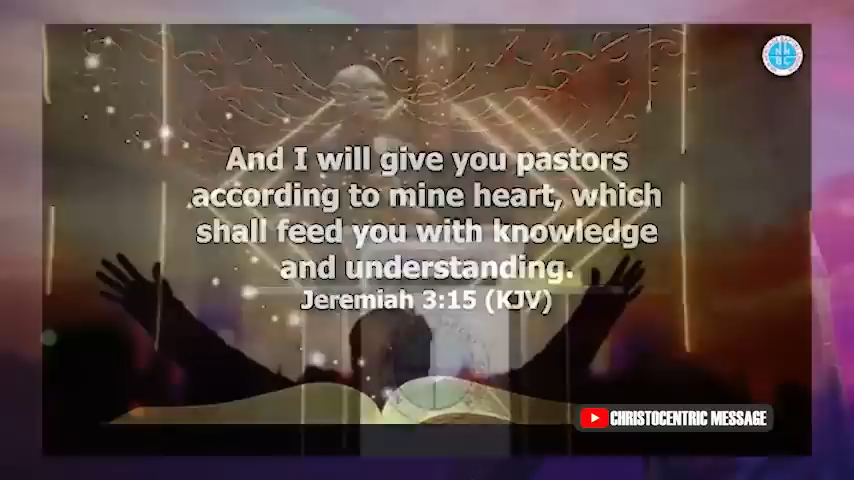 And I will give you pastors
according to mine heart, which
shall feed you with knowledge
and understanding.
Jeremiah 3:15 (KJV)
CHRISTOCENTRIC MESSAGE